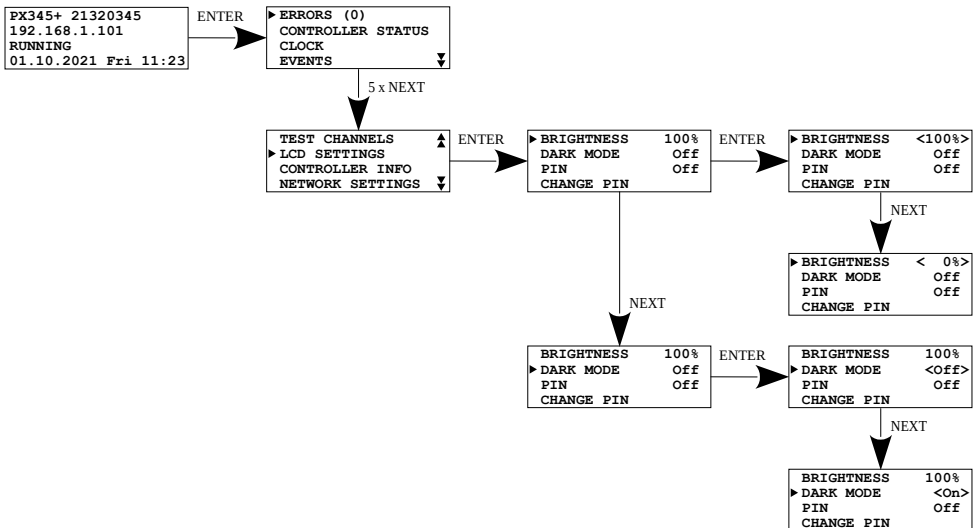 PX345+ 21320345
192.168.1.101
RUNNING
01.10.2021 Fri 11:23
ENTER
ERRORS (0)
CONTROLLER STATUS
CLOCK
EVENTS
5 x NEXT
TEST CHANNELS
LCD SETTINGS
CONTROLLER INFO
NETWORK SETTINGS
ENTER
BRIGHTNESS 100%
DARK MODE Off
PIN Off
CHANGE PIN
ENTER
BRIGHTNESS <100%>
DARK MODE Off
PIN Off
CHANGE PIN
NEXT
BRIGHTNESS < 0%>
DARK MODE Off
PIN Off
CHANGE PIN
NEXT
BRIGHTNESS 100%
DARK MODE Off
PIN Off
CHANGE PIN
ENTER
BRIGHTNESS 100%
DARK MODE <Off>
PIN Off
CHANGE PIN
NEXT
BRIGHTNESS 100%
DARK MODE <On>
PIN Off
CHANGE PIN